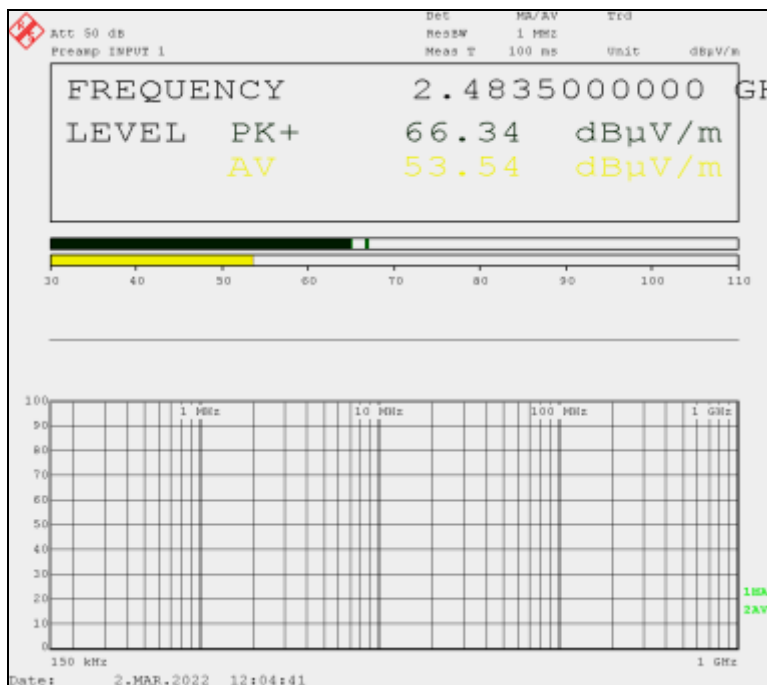 Det MA/AV Trd
Att 50 dB ResBW 1 MHz
Preamp INPUT 1 Meas T 100 ms Unit dBµV/m
FREQUENCY 2.4835000000 GH
LEVEL PK+ 66.34 dBµV/m
AV 53.54 dBµV/m
30 40 50 60 70 80 90 100 110
100 1 MHz 10 MHz 100 MHz 1 GHz
90
80
70
60
50
40
30
20 1MA
10 2AV
0
150 kHz 1 GHz
Date: 2.MAR.2022 12:04:41